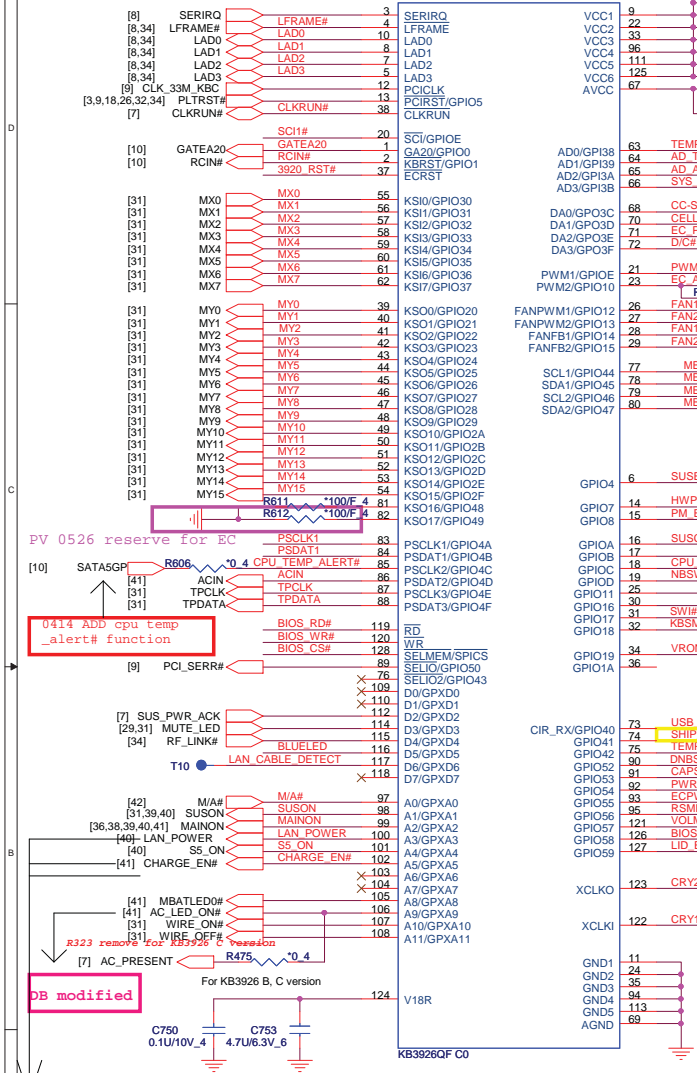 [8] SERIRQ 3 SERIRQ VCC1 9
[8,34] LFRAME# LFRAME# 4 LFRAME VCC2 22
[8,34] LAD0 LAD0 10 LAD0 VCC3 33
[8,34] LAD1 LAD1 8 LAD1 VCC4 96
[8,34] LAD2 LAD2 7 LAD2 VCC5 111
[8,34] LAD3 LAD3 5 LAD3 VCC6 125
[9] CLK_33M_KBC 12 PCICLK AVCC 67
[3,9,18,26,32,34] PLTRST# 13 PCIRST/GPIO5
[7] CLKRUN# CLKRUN# 38 CLKRUN
D
SCI1# 20 SCI/GPIOE
[10] GATEA20 GATEA20 1 GA20/GPIO0 AD0/GPI38 63
[10] RCIN# RCIN# 2 KBRST/GPIO1 AD1/GPI39 64
3920_RST# 37 ECRST AD2/GPI3A 65
AD3/GPI3B 66 SYS_
[31] MX0 MX0 55 KSI0/GPIO30
[31] MX1 MX1 56 KSI1/GPIO31 DA0/GPO3C 68 CC-S
[31] MX2 MX2 57 KSI2/GPIO32 DA1/GPO3D 70 CELL
[31] MX3 MX3 58 KSI3/GPIO33 DA2/GPO3E 71
[31] MX4 MX4 59 KSI4/GPIO34 DA3/GPO3F 72 D/C#
[31] MX5 MX5 60 KSI5/GPIO35
[31] MX6 MX6 61 KSI6/GPIO36 PWM1/GPIOE 21 PWM
[31] MX7 MX7 62 KSI7/GPIO37 PWM2/GPIO10 23
[31] MY0 MY0 39 KSO0/GPIO20 FANPWM1/GPIO12 26 FAN1
[31] MY1 MY1 40 KSO1/GPIO21 FANPWM2/GPIO13 27 FAN2
[31] MY2 MY2 41 KSO2/GPIO22 FANFB1/GPIO14 28 FAN1
[31] MY3 MY3 42 KSO3/GPIO23 FANFB2/GPIO15 29 FAN2
[31] MY4 MY4 43 KSO4/GPIO24
[31] MY5 MY5 44 KSO5/GPIO25 SCL1/GPIO44 77
[31] MY6 MY6 45 KSO6/GPIO26 SDA1/GPIO45 78
[31] MY7 MY7 46 KSO7/GPIO27 SCL2/GPIO46 79
[31] MY8 MY8 47 KSO8/GPIO28 SDA2/GPIO47 80
[31] MY9 MY9 48 KSO9/GPIO29
[31] MY10 MY10 49 KSO10/GPIO2A
[31] MY11 MY11 50 KSO11/GPIO2B
[31] MY12 MY12 51 KSO12/GPIO2C
[31] MY13 MY13 52 KSO13/GPIO2D
[31] MY14 MY14 53 KSO14/GPIO2E GPIO4 6
[31] MY15 MY15 54 KSO15/GPIO2F
C
R611 *100/F_4 81 KSO16/GPIO48 GPIO7 14 HWP
R612 *100/F_4 82 KSO17/GPIO49 GPIO8 15
PV 0526 reserve for EC
PSCLK1 83 PSCLK1/GPIO4A GPIOA 16
PSDAT1 84 PSDAT1/GPIO4B GPIOB 17
[10] SATA5GP R606 *0_4 CPU_TEMP_ALERT# 85 PSCLK2/GPIO4C GPIOC 18 CPU_
[41] ACIN ACIN 86 PSDAT2/GPIO4D GPIOD 19
[31] TPCLK TPCLK 87 PSCLK3/GPIO4E GPIO11 25
[31] TPDATA TPDATA 88 PSDAT3/GPIO4F GPIO16 30
GPIO17 31 SWI#
0414 ADD cpu temp
_alert# function
BIOS_RD# 119 RD GPIO18 32
BIOS_WR# 120 WR
BIOS_CS# 128 SELMEM/SPICS GPIO19 34
[9] PCI_SERR# 89 SELIO/GPIO50 GPIO1A 36
76 SELIO2/GPIO43
109 D0/GPXD0
110 D1/GPXD1
[7] SUS_PWR_ACK 112 D2/GPXD2
[29,31] MUTE_LED 114 D3/GPXD3 CIR_RX/GPIO40 73 USB
[34] RF_LINK# 115 D4/GPXD4 GPIO41 74 SHIP
BLUELED 116 D5/GPXD5 GPIO42 75
T10 LAN_CABLE_DETECT 117 D6/GPXD6 GPIO52 90
118 D7/GPXD7 GPIO53 91 CAPS
GPIO54 92 PWR
[42] M/A# M/A# 97 A0/GPXA0 GPIO55 93
[31,39,40] SUSON SUSON 98 A1/GPXA1 GPIO56 95
[36,38,39,40,41] MAINON MAINON 99 A2/GPXA2 GPIO57 121
[40] LAN_POWER LAN_POWER 100 A3/GPXA3 GPIO58 126 BIOS
[40] S5_ON S5_ON 101 A4/GPXA4 GPIO59 127
B
[41] CHARGE_EN# CHARGE_EN# 102 A5/GPXA5
103 A6/GPXA6
104 A7/GPXA7 XCLKO 123 CRY2
[41] MBATLED0# 105 A8/GPXA8
[41] AC_LED_ON# 106 A9/GPXA9
[31] WIRE_ON# 107 A10/GPXA10 XCLKI 122 CRY1
[31] WIRE_OFF# 108 A11/GPXA11
R323 remove for KB3926 C version
[7] AC_PRESENT R475 *0_4 GND1 11
For KB3926 B, C version GND2 24
GND3 35
DB modified
124 V18R GND4 94
GND5 113
AGND 69
C750 0.1U/10V_4
C753 4.7U/6.3V_6
KB3926QF C0